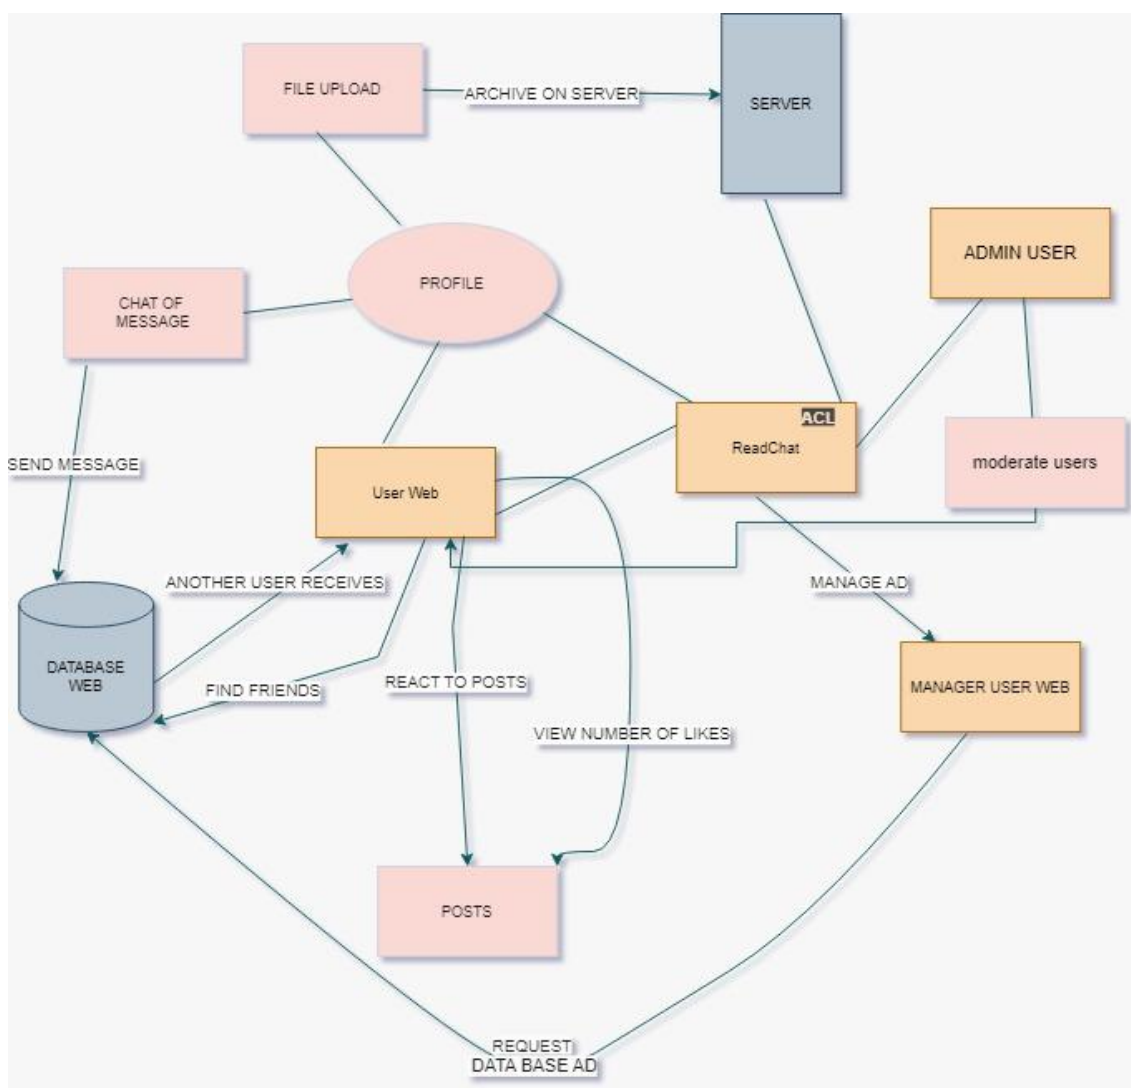 FILE UPLOAD
ARCHIVE ON SERVER
SERVER
ADMIN USER
PROFILE
CHAT OF
MESSAGE
ACL
ReadChat
moderate users
SEND MESSAGE
User Web
ANOTHER USER RECEIVES
MANAGE AD
DATABASE
WEB
FIND FRIENDS
REACT TO POSTS
MANAGER USER WEB
VIEW NUMBER OF LIKES
POSTS
REQUEST
DATA BASE AD